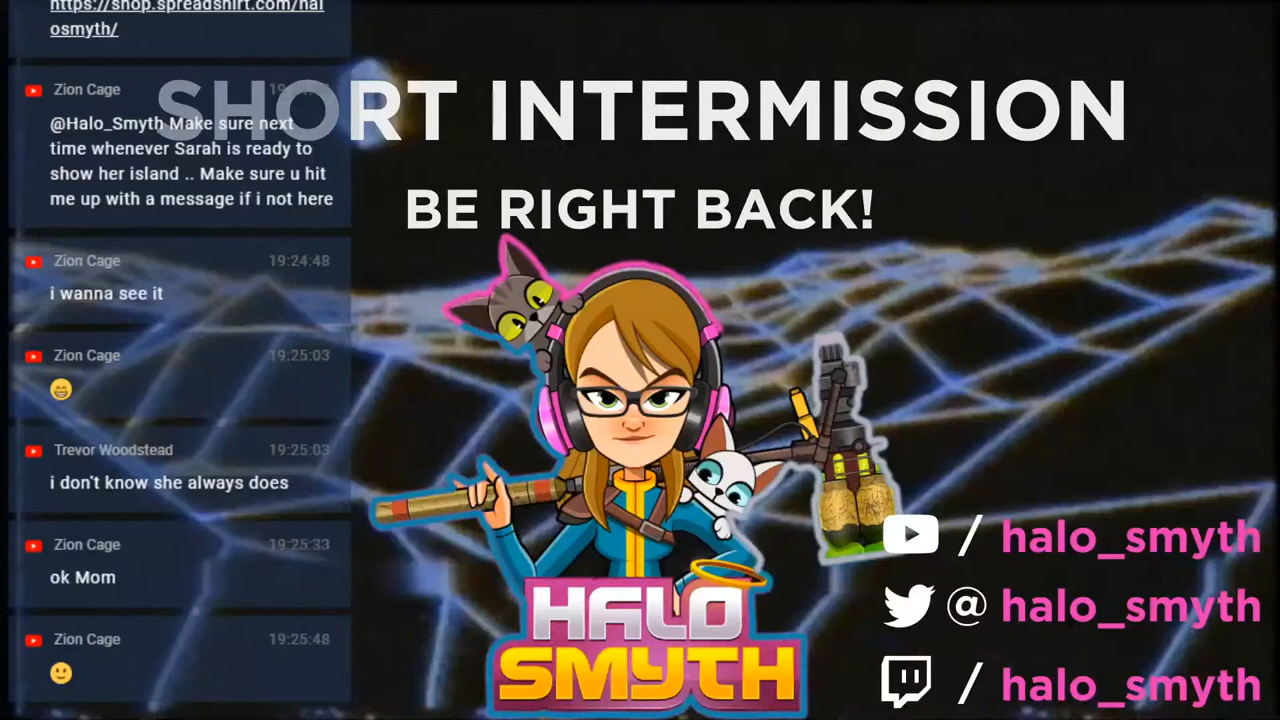 https://shop.spreadshirt.com/hal
osmyth/
Zion Cage
@Halo_Smyth Make sure next
time whenever Sarah is ready to
show her island .. Make sure u hit
me up with a message if i not here
Zion Cage 19:24:48
i wanna see it
Zion Cage 19:25:03
😄
Trevor Woodstead 19:25:03
i don't know she always does
Zion Cage 19:25:33
ok Mom
Zion Cage 19:25:48
🙂
SHORT INTERMISSION
BE RIGHT BACK!
HALO
SMYTH
/ halo_smyth
@ halo_smyth
/ halo_smyth